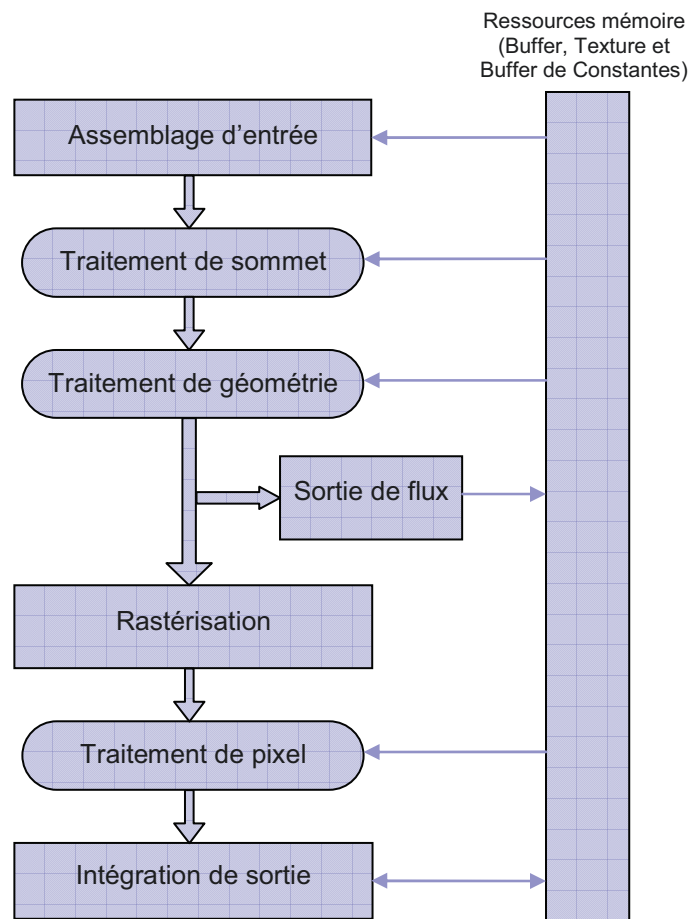 Ressources mémoire
(Buffer, Texture et
Buffer de Constantes)
Assemblage d'entrée
Traitement de sommet
Traitement de géométrie
Sortie de flux
Rastérisation
Traitement de pixel
Intégration de sortie